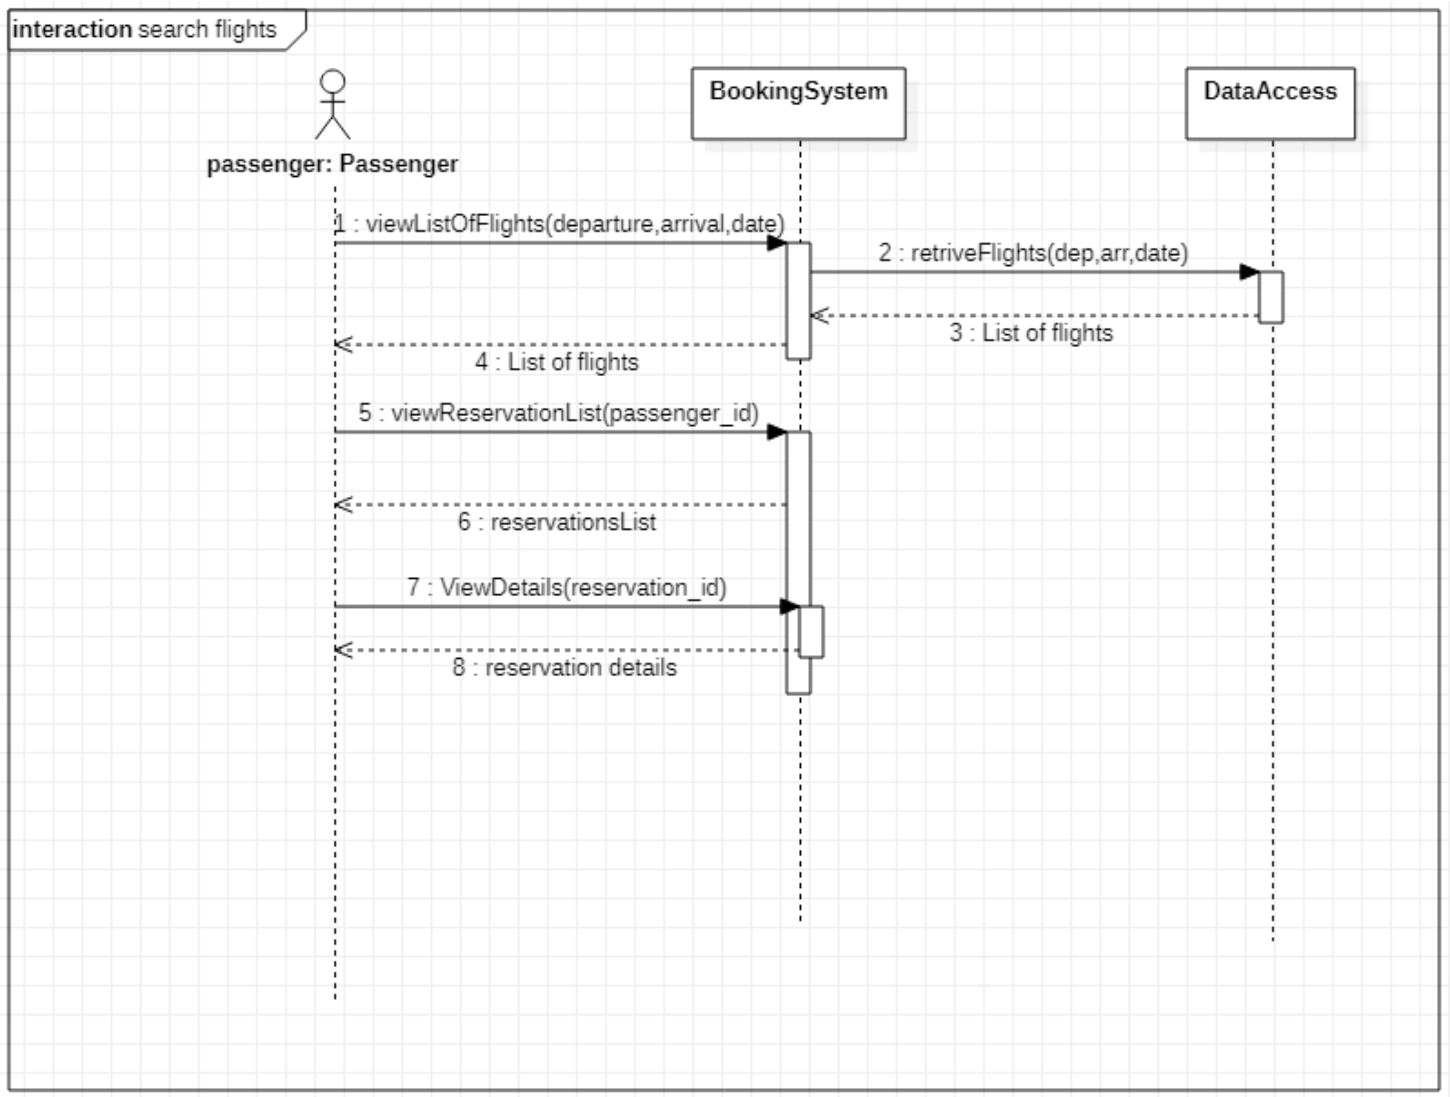 interaction search flights
BookingSystem
DataAccess
passenger: Passenger
1 : viewListOfFlights(departure,arrival,date)
2 : retriveFlights(dep,arr,date)
3 : List of flights
4 : List of flights
5 : viewReservationList(passenger_id)
6 : reservationsList
7 : ViewDetails(reservation_id)
8 : reservation details